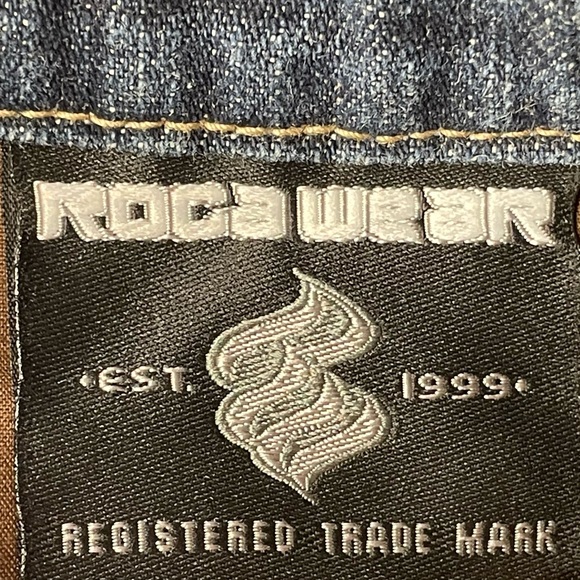 ROCAWEAR
•EST. 1999•
REGISTERED TRADE MARK